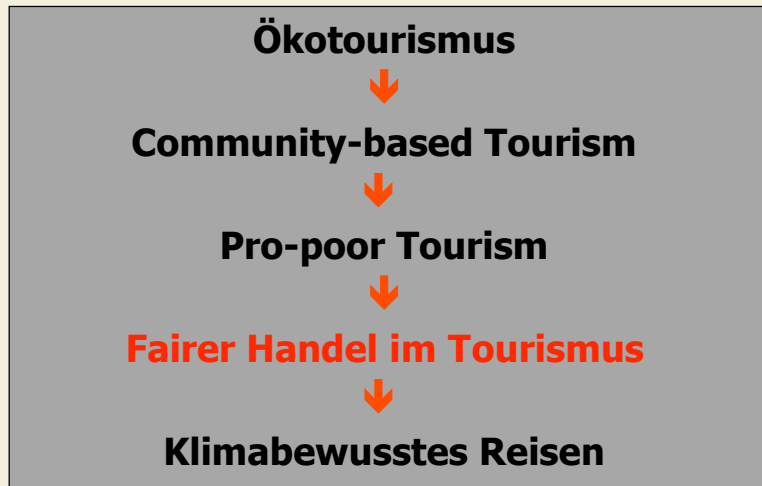 Ökotourismus
Community-based Tourism
Pro-poor Tourism
Fairer Handel im Tourismus
Klimabewusstes Reisen